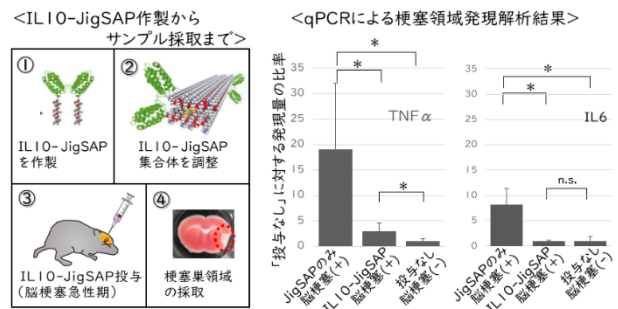 <IL10-JigSAP作製から
サンプル採取まで>
①
IL10-JigSAP
を作製
②
IL10-JigSAP
集合体を調整
③
IL10-JigSAP投与
(脳梗塞急性期)
④
梗塞巣領域
の採取
<qPCRによる梗塞領域発現解析結果>
「投与なし」に対する発現量の比率
35
30
25
20
15
10
5
0
*
*
*
TNFα
JigSAPのみ
脳梗塞(+)
IL10-JigSAP
脳梗塞(+)
投与なし
脳梗塞(-)
35
30
25
20
15
10
5
0
*
*
n.s.
IL6
JigSAPのみ
脳梗塞(+)
IL10-JigSAP
脳梗塞(+)
投与なし
脳梗塞(-)